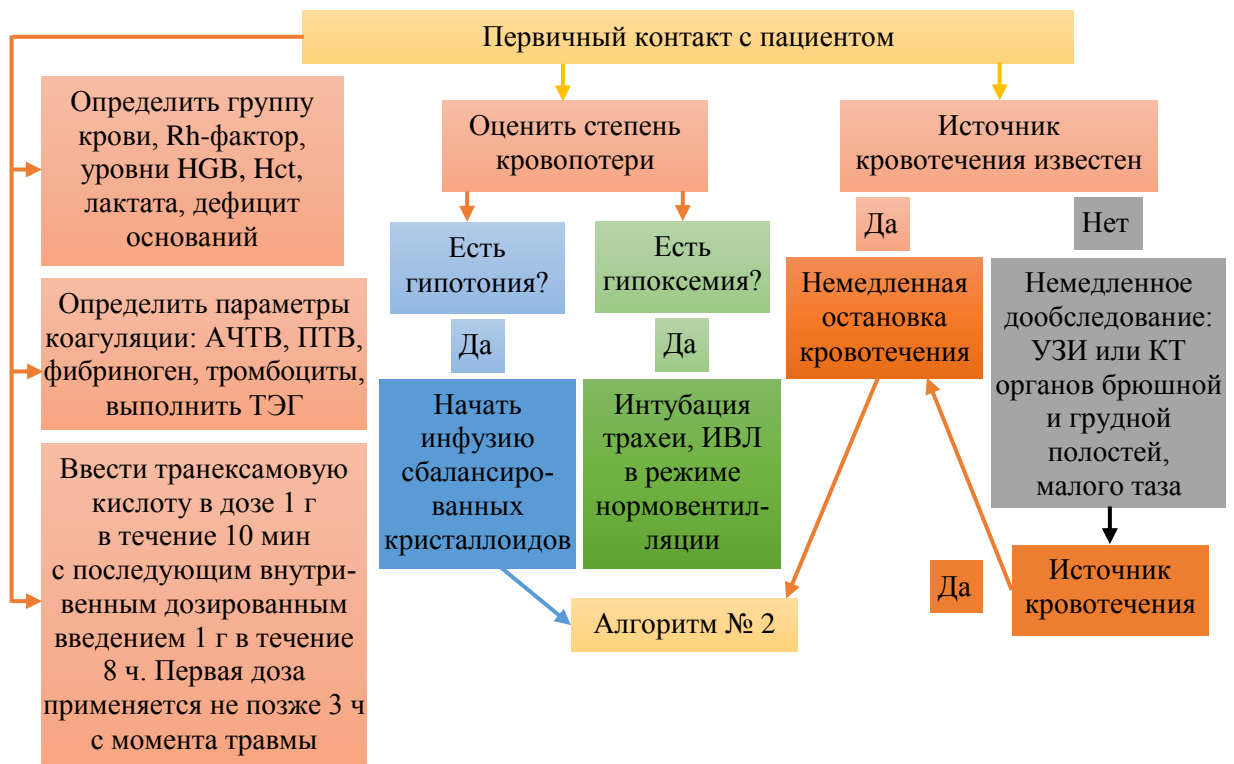 Первичный контакт с пациентом
Определить группу
крови, Rh-фактор,
уровни HGB, Hct,
лактата, дефицит
оснований
Определить параметры
коагуляции: АЧТВ, ПТВ,
фибриноген, тромбоциты,
выполнить ТЭГ
Ввести транексамовую
кислоту в дозе 1 г
в течение 10 мин
с последующим внутри-
венным дозированным
введением 1 г в течение
8 ч. Первая доза
применяется не позже 3 ч
с момента травмы
Оценить степень
кровопотери
Есть
гипотония?
Да
Начать
инфузию
сбалансиро-
ванных
кристаллоидов
Есть
гипоксемия?
Да
Интубация
трахеи, ИВЛ
в режиме
нормовентил-
ляции
Источник
кровотечения известен
Да
Немедленная
остановка
кровотечения
Нет
Немедленное
дообследование:
УЗИ или КТ
органов брюшной
и грудной
полостей,
малого таза
Источник
кровотечения
Да
Алгоритм № 2